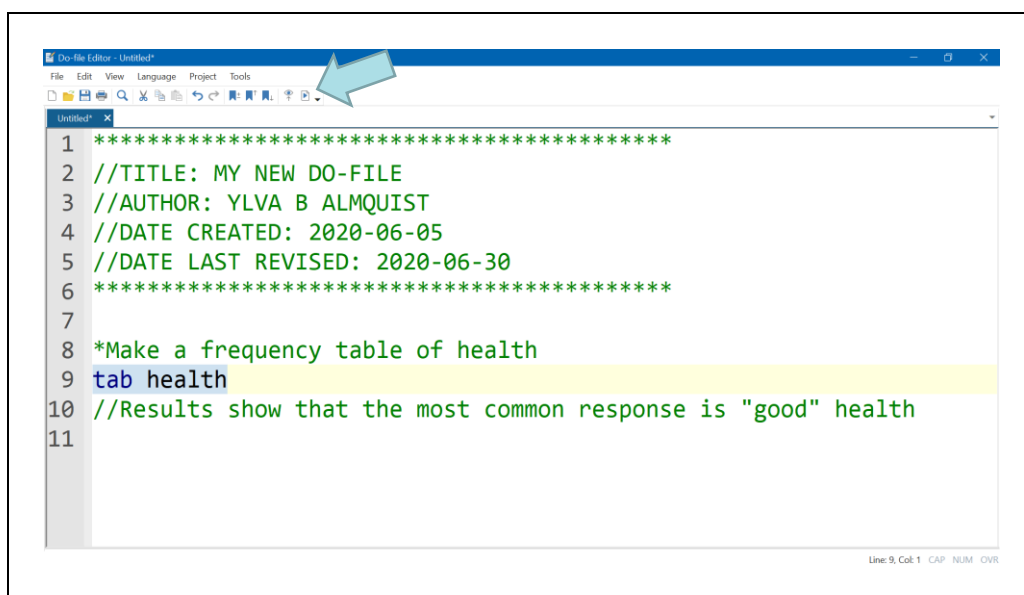 Do-file Editor - Untitled*
File Edit View Language Project Tools
Untitled*
1 *******************************************
2 //TITLE: MY NEW DO-FILE
3 //AUTHOR: YLVA B ALMQUIST
4 //DATE CREATED: 2020-06-05
5 //DATE LAST REVISED: 2020-06-30
6 *******************************************
7
8 *Make a frequency table of health
9 tab health
10 //Results show that the most common response is "good" health
11
Line: 9, Col: 1 CAP NUM OVR